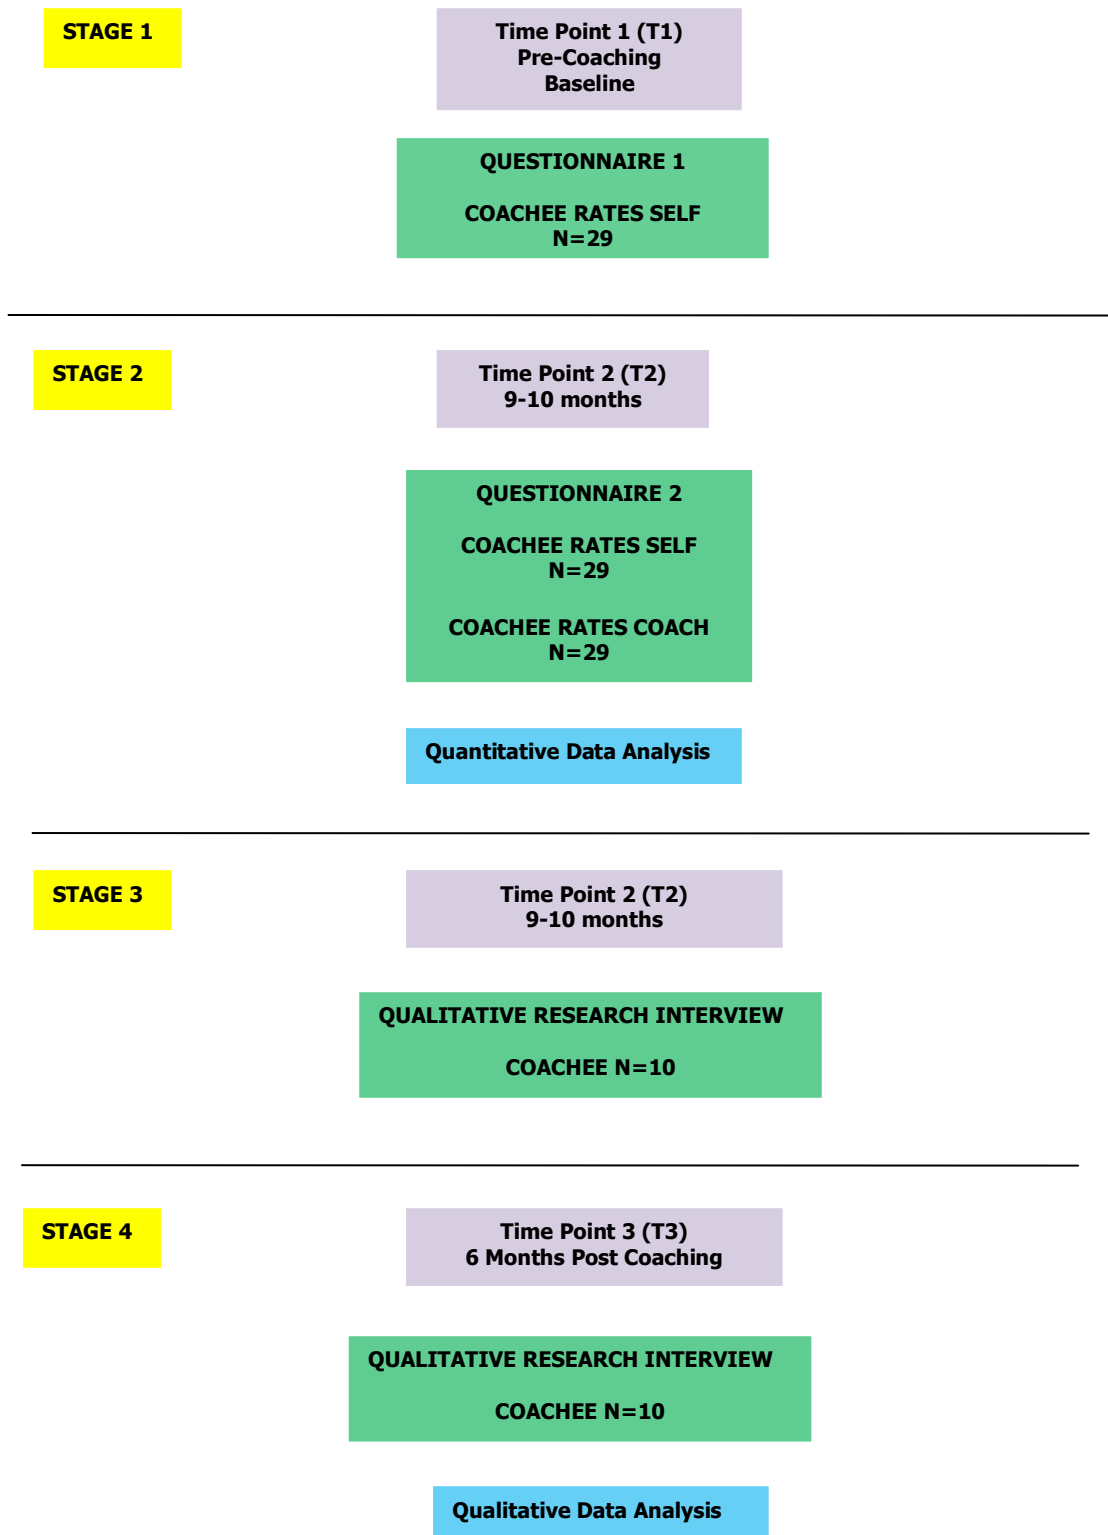 STAGE 1
Time Point 1 (T1)
Pre-Coaching
Baseline
QUESTIONNAIRE 1
COACHEE RATES SELF
N=29
STAGE 2
Time Point 2 (T2)
9-10 months
QUESTIONNAIRE 2
COACHEE RATES SELF
N=29
COACHEE RATES COACH
N=29
Quantitative Data Analysis
STAGE 3
Time Point 2 (T2)
9-10 months
QUALITATIVE RESEARCH INTERVIEW
COACHEE N=10
STAGE 4
Time Point 3 (T3)
6 Months Post Coaching
QUALITATIVE RESEARCH INTERVIEW
COACHEE N=10
Qualitative Data Analysis